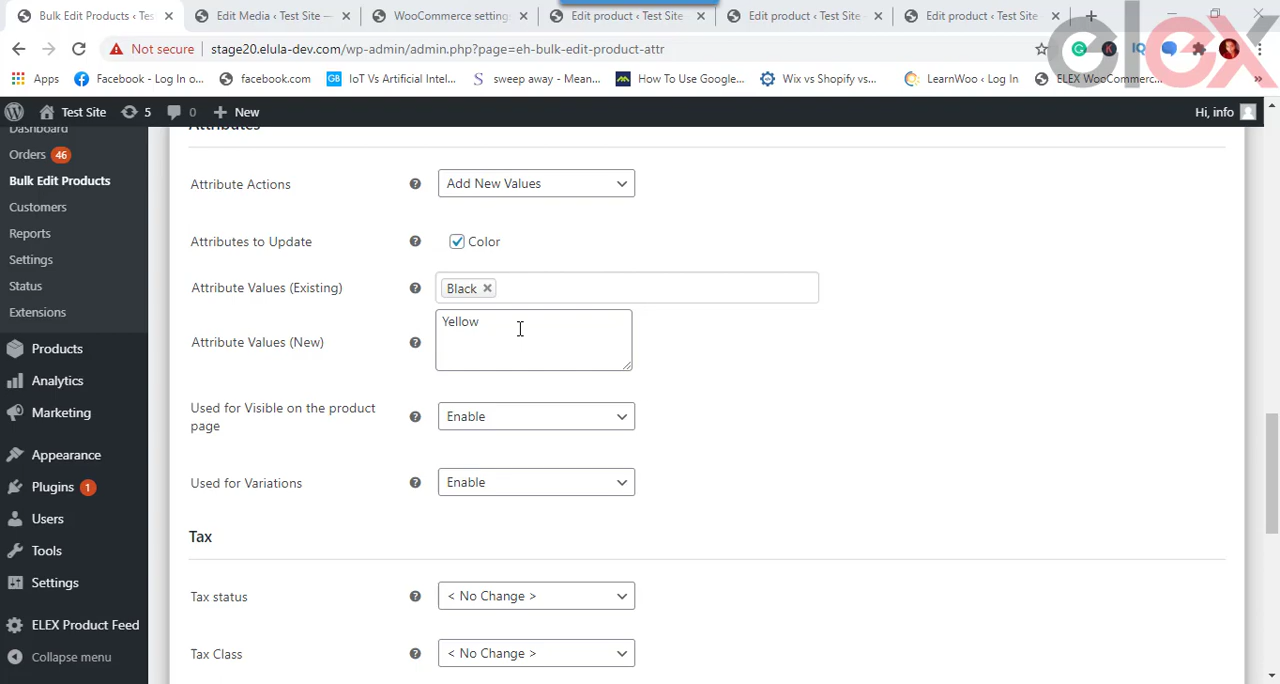 Bulk Edit Products ‹ Tes
Edit Media ‹ Test Site —
WooCommerce setting
Edit product ‹ Test Site
Edit product ‹ Test Site
Edit product ‹ Test Site
Not secure
stage20.elula-dev.com/wp-admin/admin.php?page=eh-bulk-edit-product-attr
elex
Apps
Facebook - Log In o...
facebook.com
GB
IoT Vs Artificial Intel...
sweep away - Mean...
How To Use Google...
Wix vs Shopify vs...
LearnWoo ‹ Log In
ELEX WooCommerc...
Test Site
5
0
New
Hi, info
Dashboard
Orders 46
Bulk Edit Products
Customers
Reports
Settings
Status
Extensions
Products
Analytics
Marketing
Appearance
Plugins 1
Users
Tools
Settings
ELEX Product Feed
Collapse menu
Attributes
Attribute Actions
Add New Values
Attributes to Update
Color
Attribute Values (Existing)
Black ×
Attribute Values (New)
Yellow
Used for Visible on the product
page
Enable
Used for Variations
Enable
Tax
Tax status
< No Change >
Tax Class
< No Change >